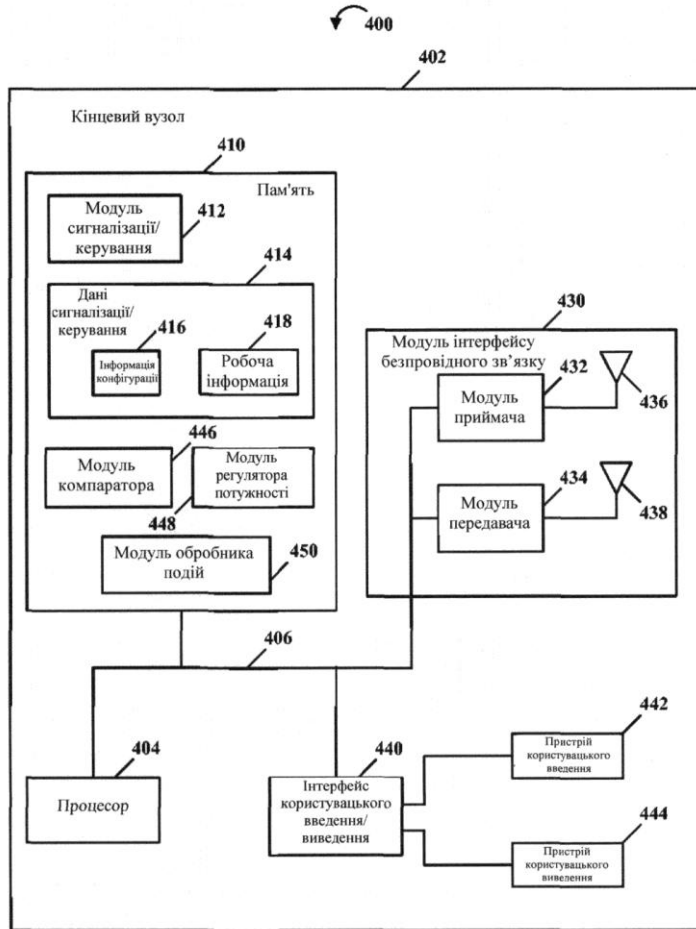 400
402
Кінцевий вузол
410
Пам'ять
Модуль
сигналізації/
керування
412
414
Дані
сигналізації/
керування
416
418
Інформація
конфігурації
Робоча
інформація
446
Модуль
компаратора
Модуль
регулятора
потужності
448
Модуль обробника
подій
450
430
Модуль інтерфейсу
безпровідного зв’язку
432
Модуль
приймача
436
434
Модуль
передавача
438
406
404
Процесор
440
Інтерфейс
користувацького
введення/
виведення
442
Пристрій
користувацького
введення
444
Пристрій
користувацького
виведення